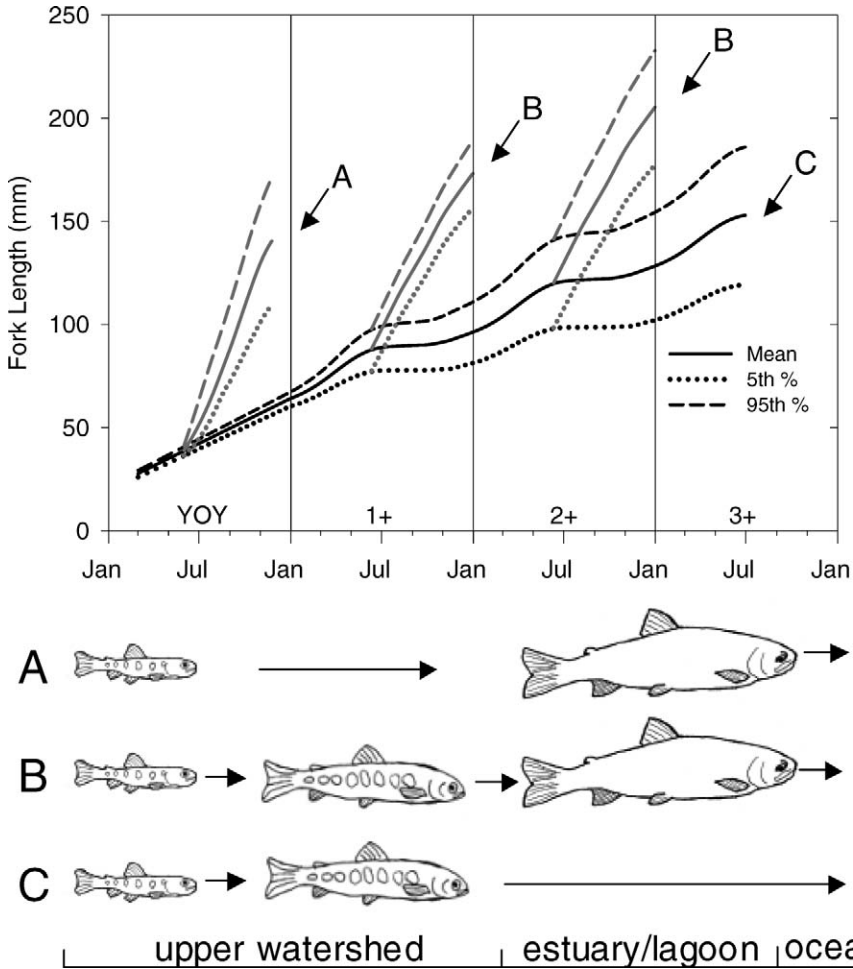 250
200
150
100
50
0
Fork Length (mm)
A
B
B
C
Mean
5th %
95th %
YOY 1+ 2+ 3+
Jan Jul Jan Jul Jan Jul Jan Jul Jan
A
B
C
upper watershed estuary/lagoon ocea